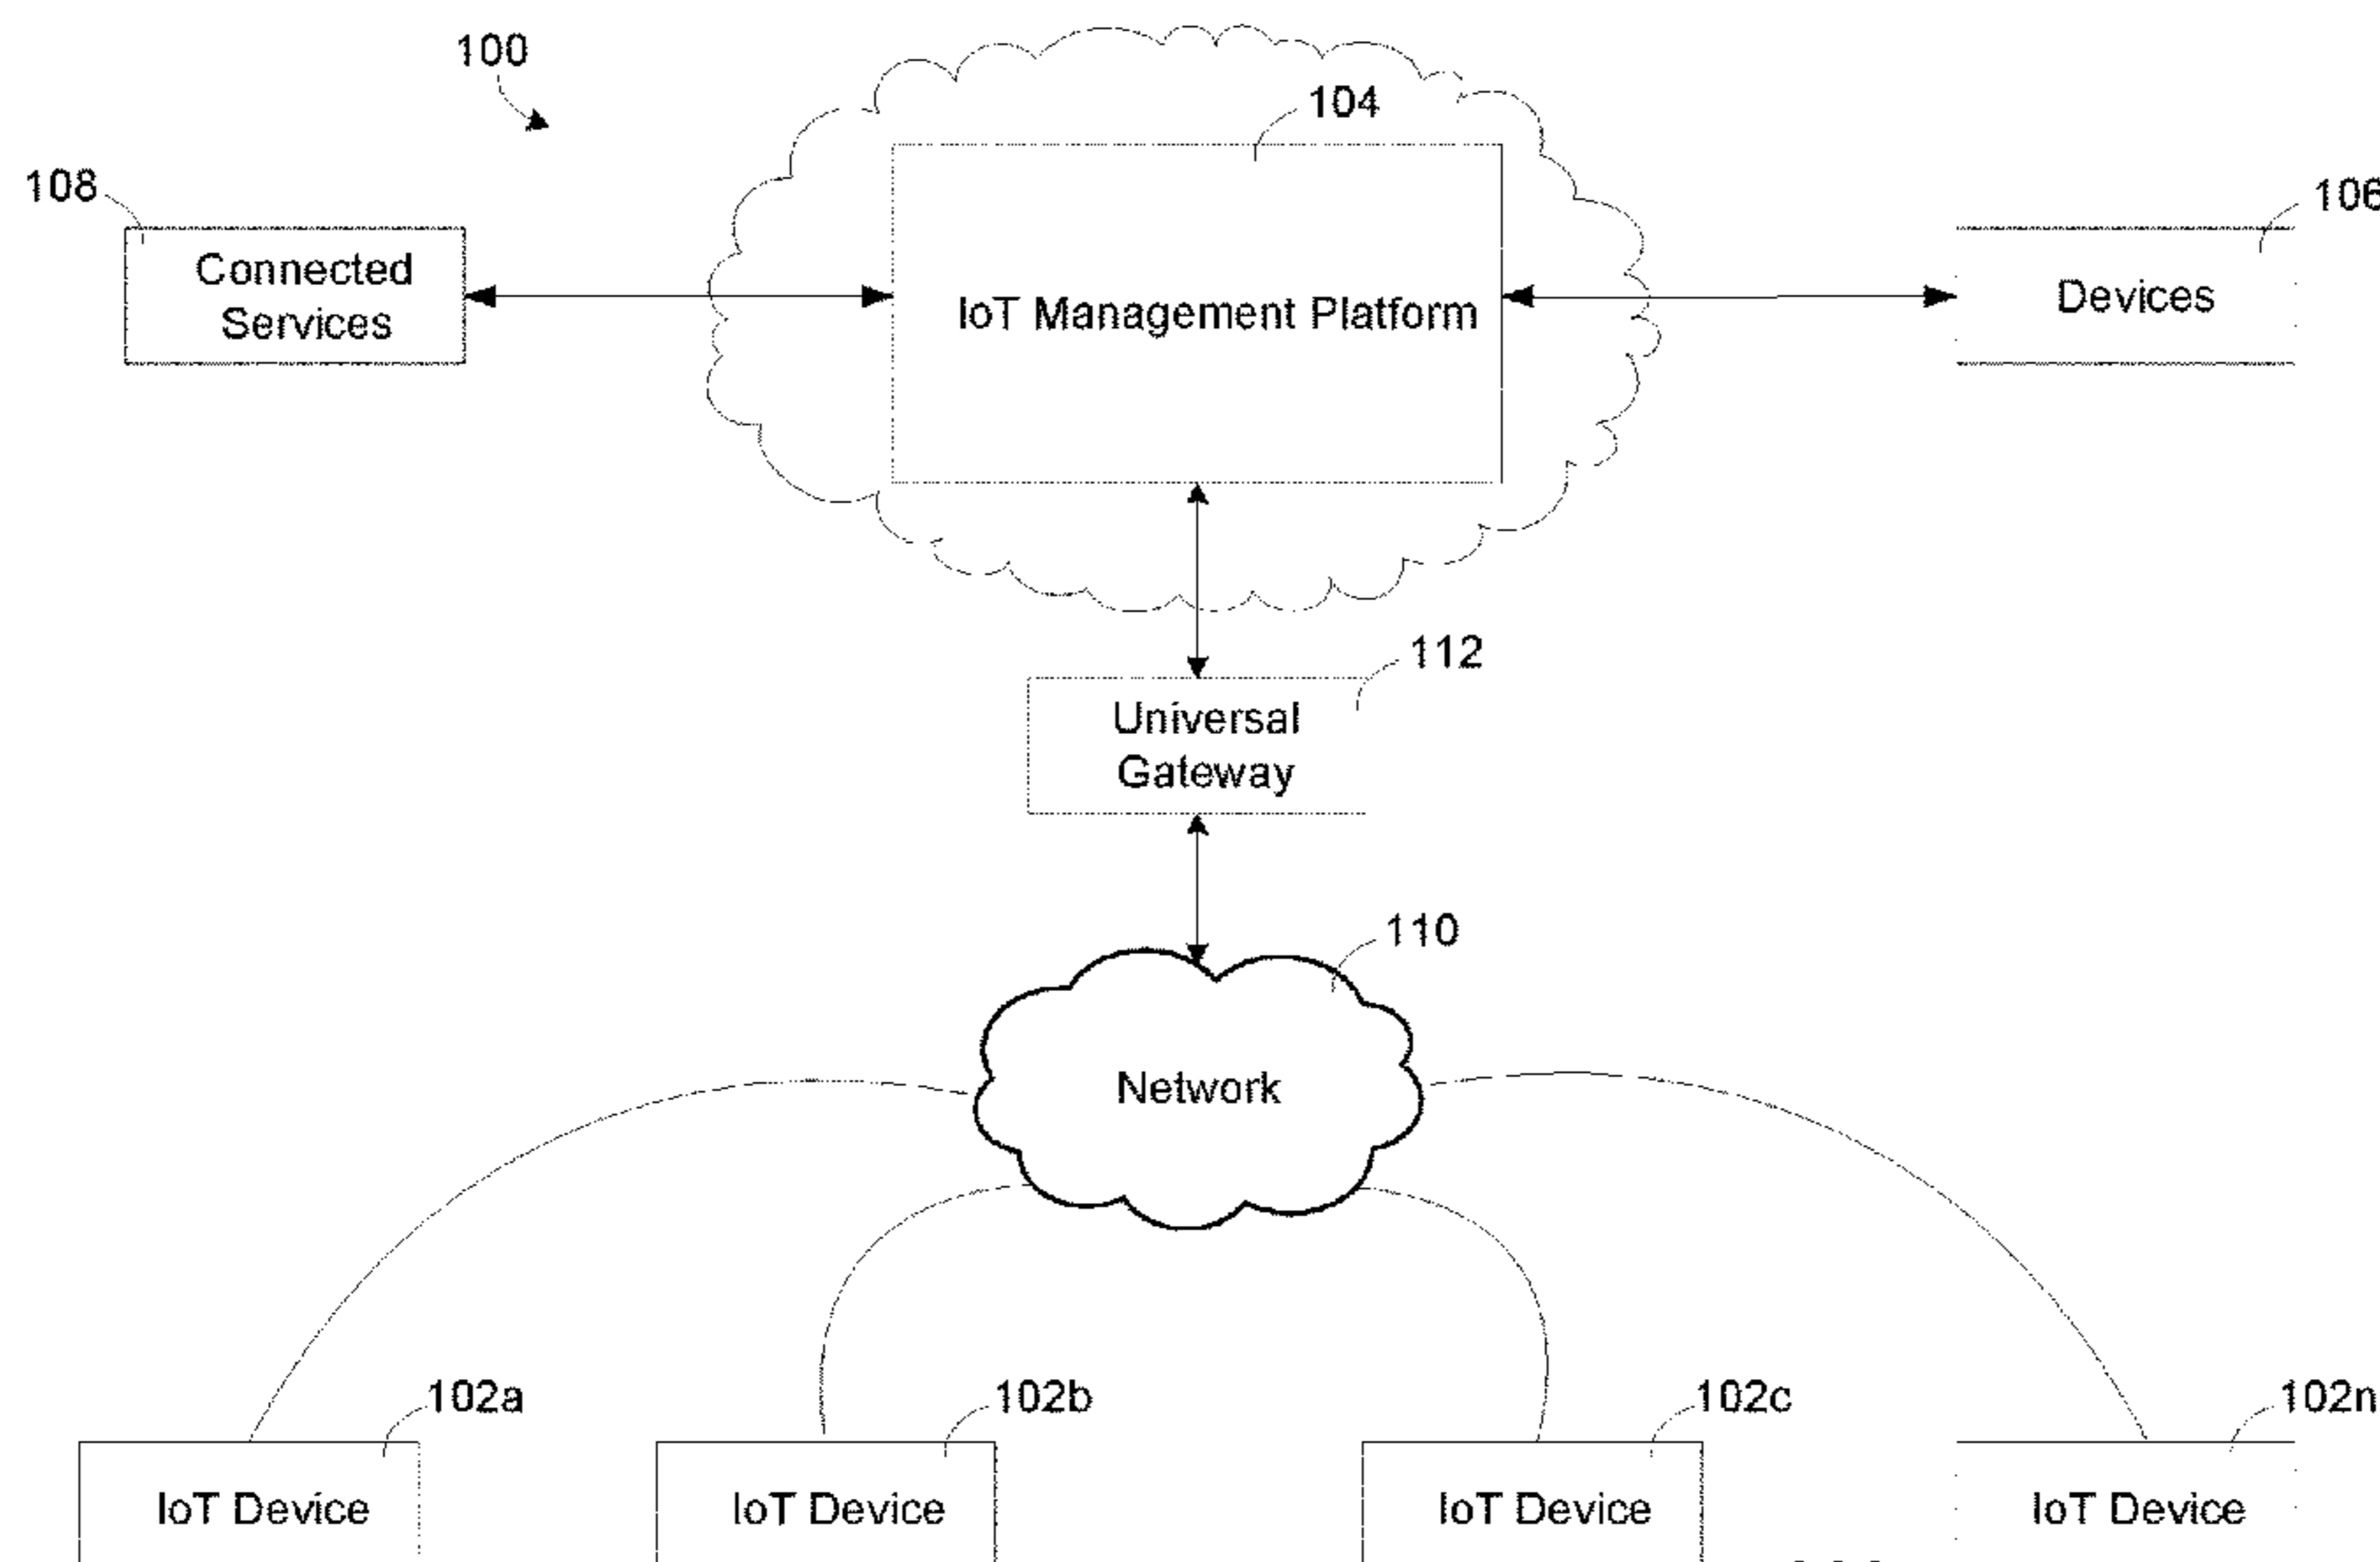 100
104
108
106
Connected
Services
IoT Management Platform
Devices
112
Universal
Gateway
110
Network
102a
102b
102c
102n
IoT Device
IoT Device
IoT Device
IoT Device